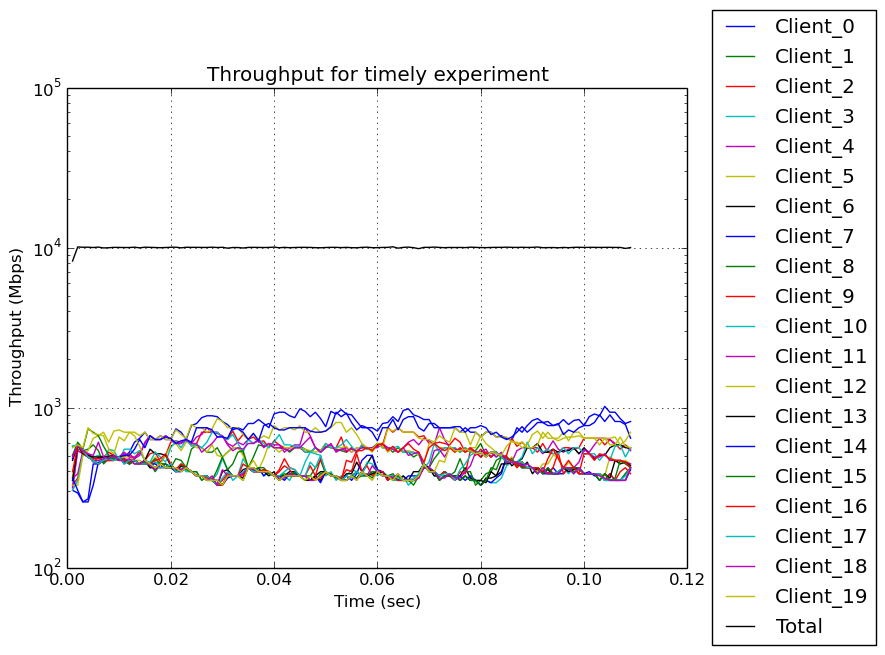 Throughput for timely experiment
10^5
10^4
10^3
10^2
Throughput (Mbps)
0.00 0.02 0.04 0.06 0.08 0.10 0.12
Time (sec)
Client_0
Client_1
Client_2
Client_3
Client_4
Client_5
Client_6
Client_7
Client_8
Client_9
Client_10
Client_11
Client_12
Client_13
Client_14
Client_15
Client_16
Client_17
Client_18
Client_19
Total